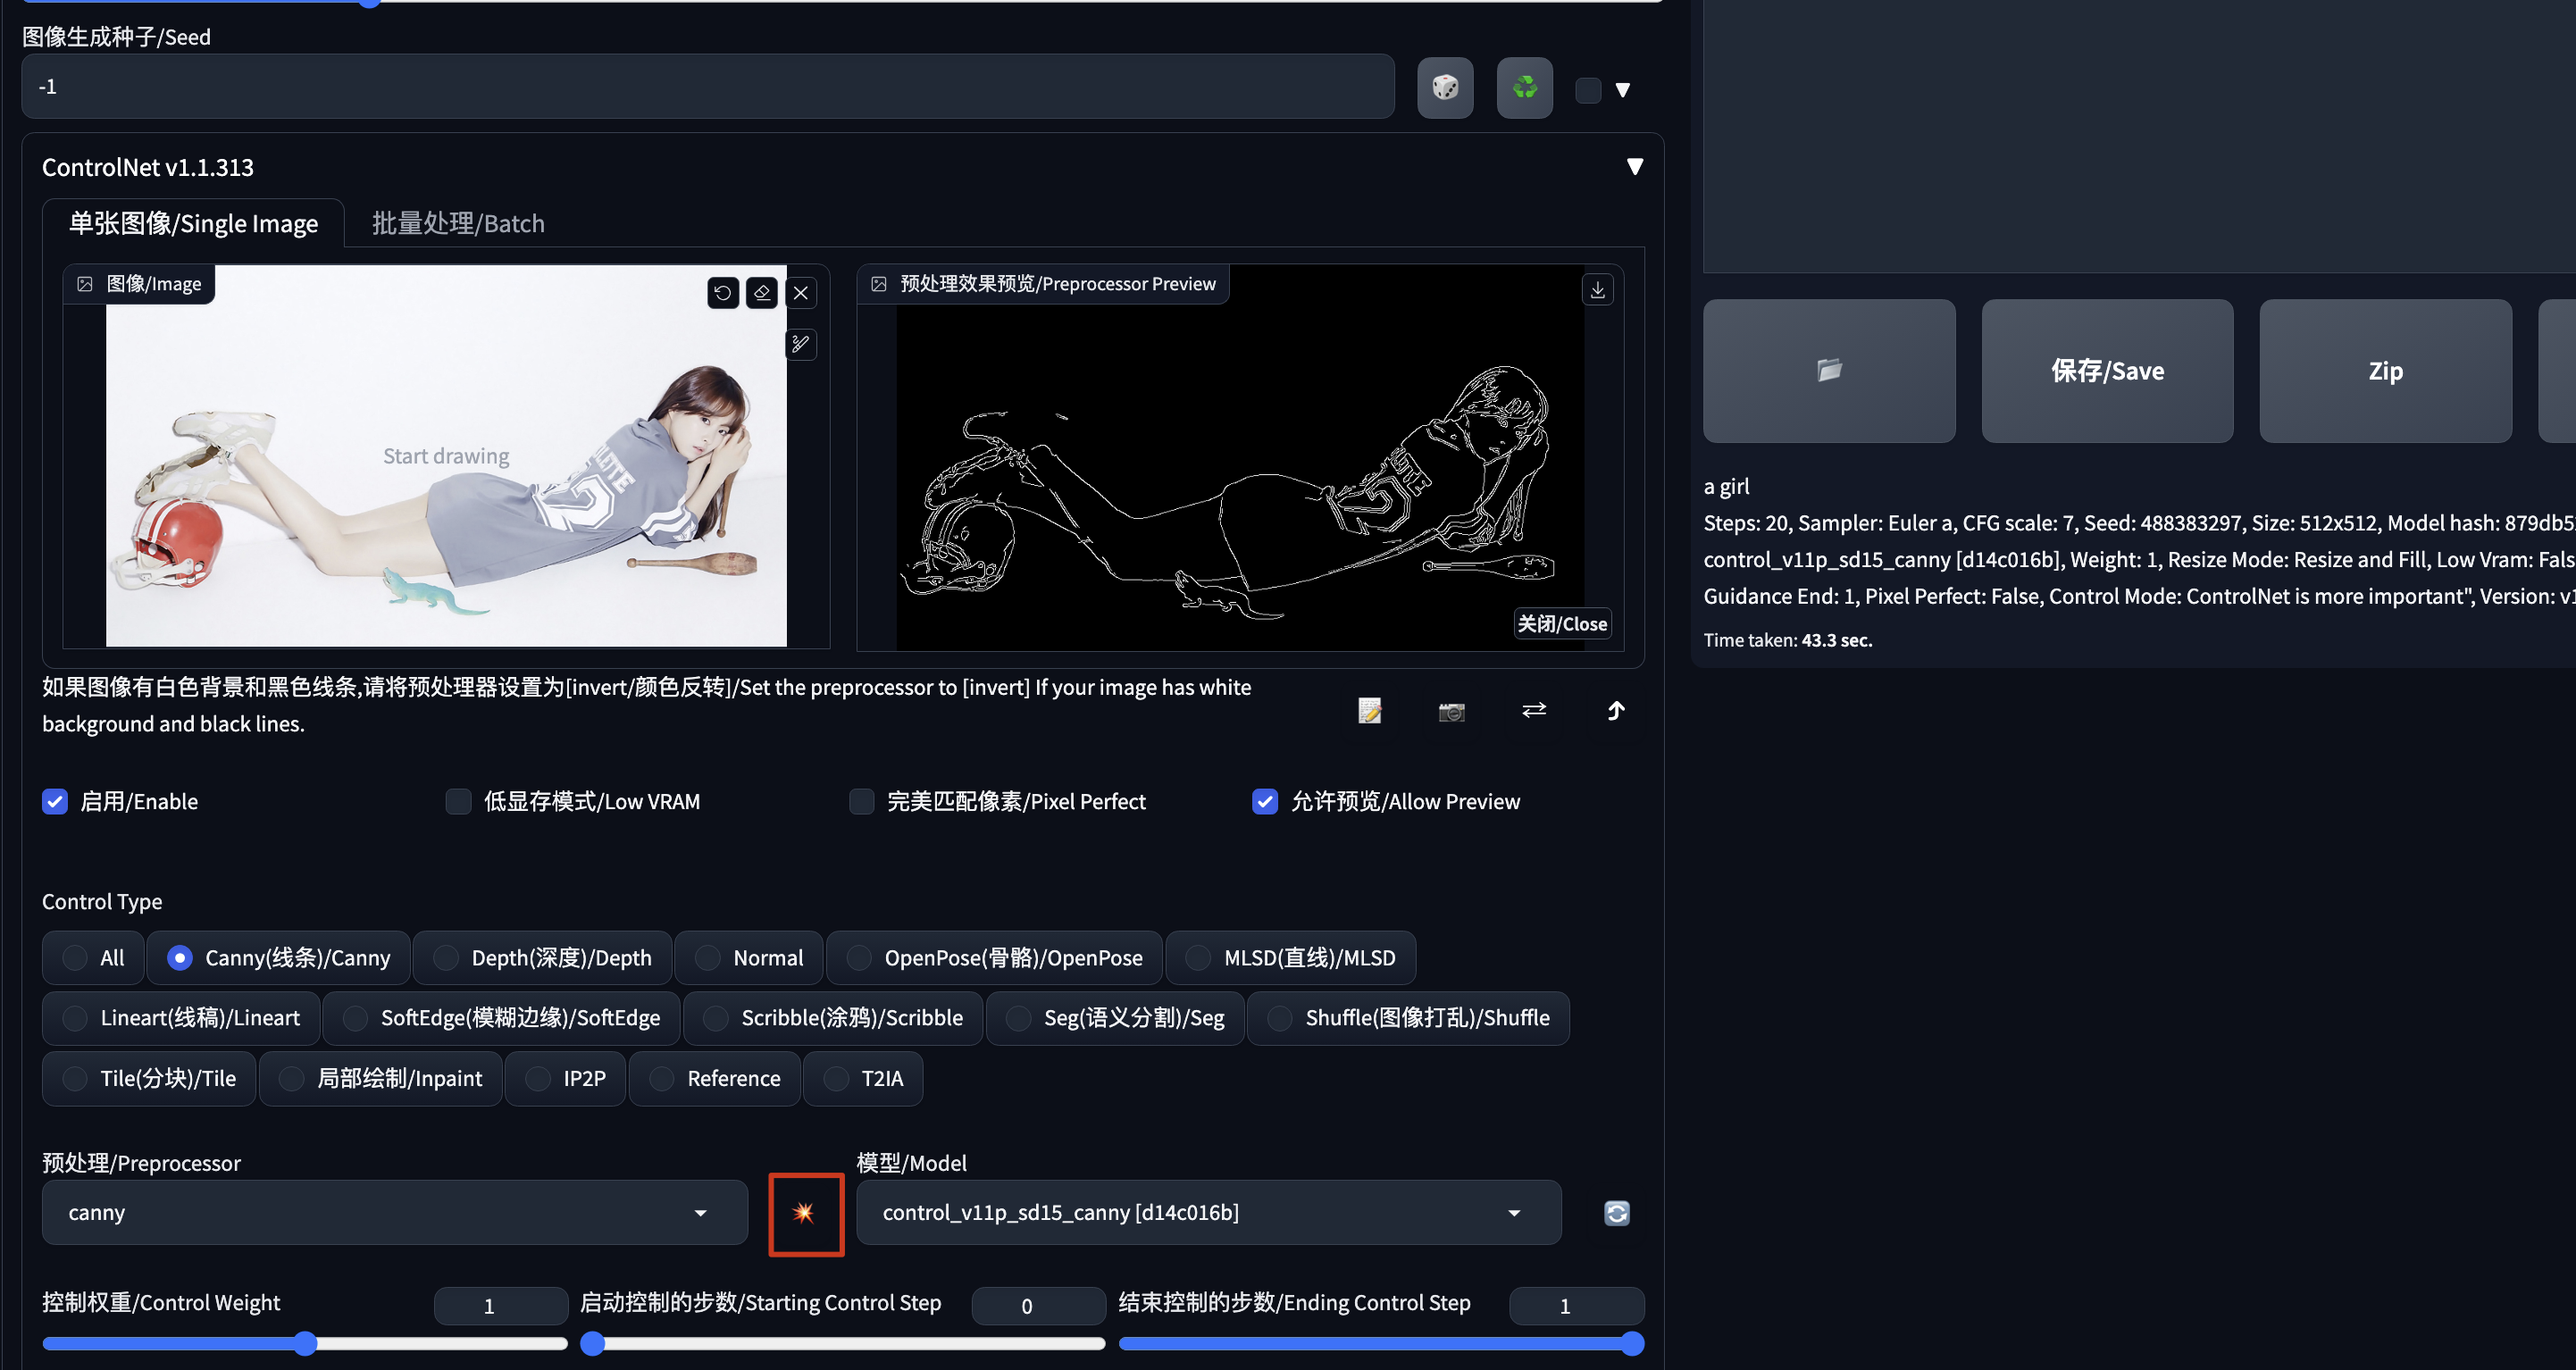 图像生成种子/Seed
-1
ControlNet v1.1.313
单张图像/Single Image
批量处理/Batch
图像/Image
Start drawing
预处理效果预览/Preprocessor Preview
关闭/Close
如果图像有白色背景和黑色线条,请将预处理器设置为[invert/颜色反转]/Set the preprocessor to [invert] If your image has white
background and black lines.
启用/Enable
低显存模式/Low VRAM
完美匹配像素/Pixel Perfect
允许预览/Allow Preview
Control Type
All
Canny(线条)/Canny
Depth(深度)/Depth
Normal
OpenPose(骨骼)/OpenPose
MLSD(直线)/MLSD
Lineart(线稿)/Lineart
SoftEdge(模糊边缘)/SoftEdge
Scribble(涂鸦)/Scribble
Seg(语义分割)/Seg
Shuffle(图像打乱)/Shuffle
Tile(分块)/Tile
局部绘制/Inpaint
IP2P
Reference
T2IA
预处理/Preprocessor
canny
模型/Model
control_v11p_sd15_canny [d14c016b]
控制权重/Control Weight
1
启动控制的步数/Starting Control Step
0
结束控制的步数/Ending Control Step
1
保存/Save
Zip
a girl
Steps: 20, Sampler: Euler a, CFG scale: 7, Seed: 488383297, Size: 512x512, Model hash: 879db5
control_v11p_sd15_canny [d14c016b], Weight: 1, Resize Mode: Resize and Fill, Low Vram: Fals
Guidance End: 1, Pixel Perfect: False, Control Mode: ControlNet is more important", Version: v1
Time taken: 43.3 sec.